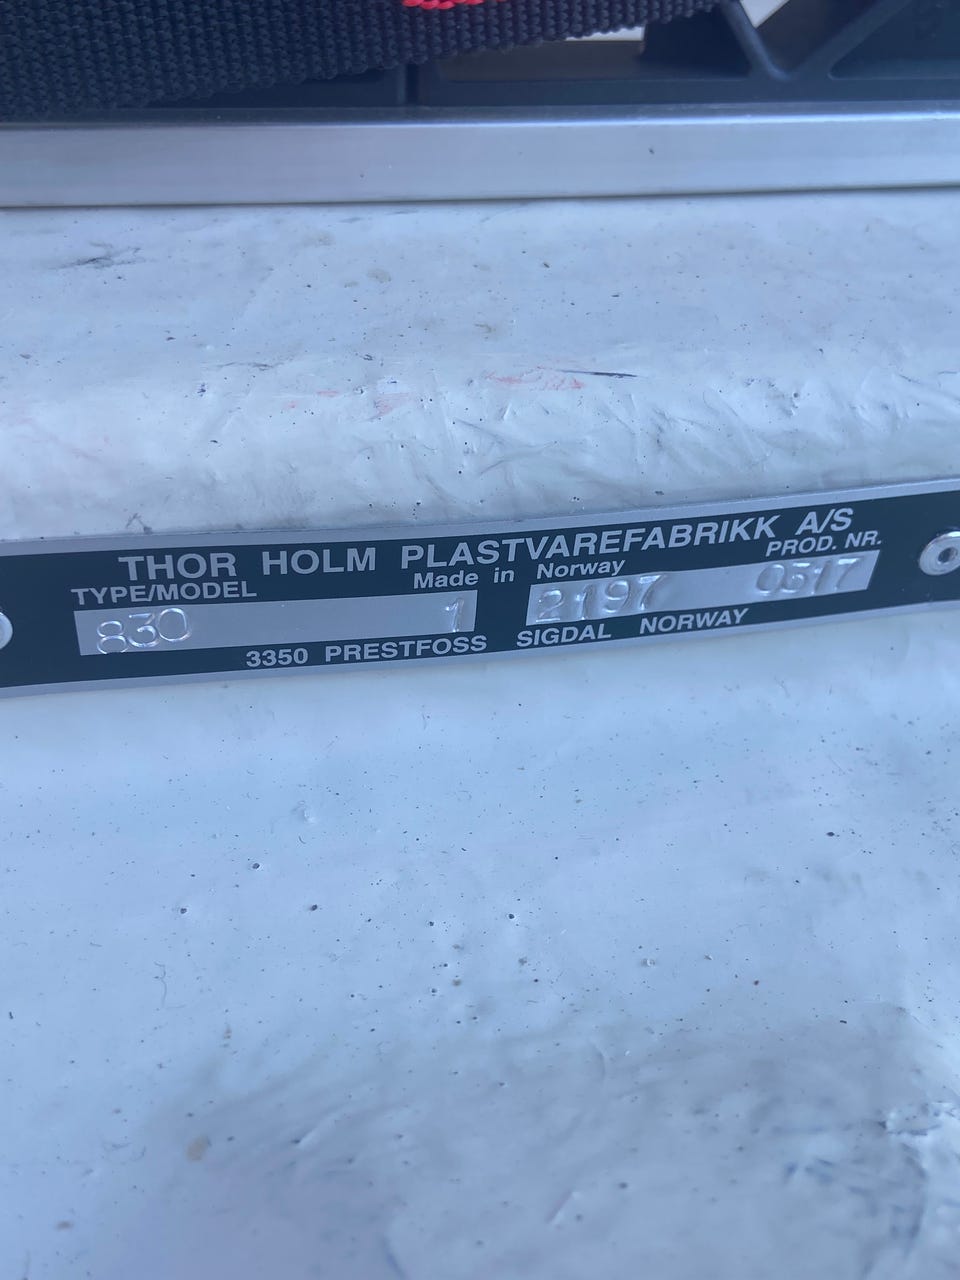 THOR HOLM PLASTVAREFABRIKK A/S
TYPE/MODEL Made in Norway PROD. NR.
830 1 2197 0517
3350 PRESTFOSS SIGDAL NORWAY